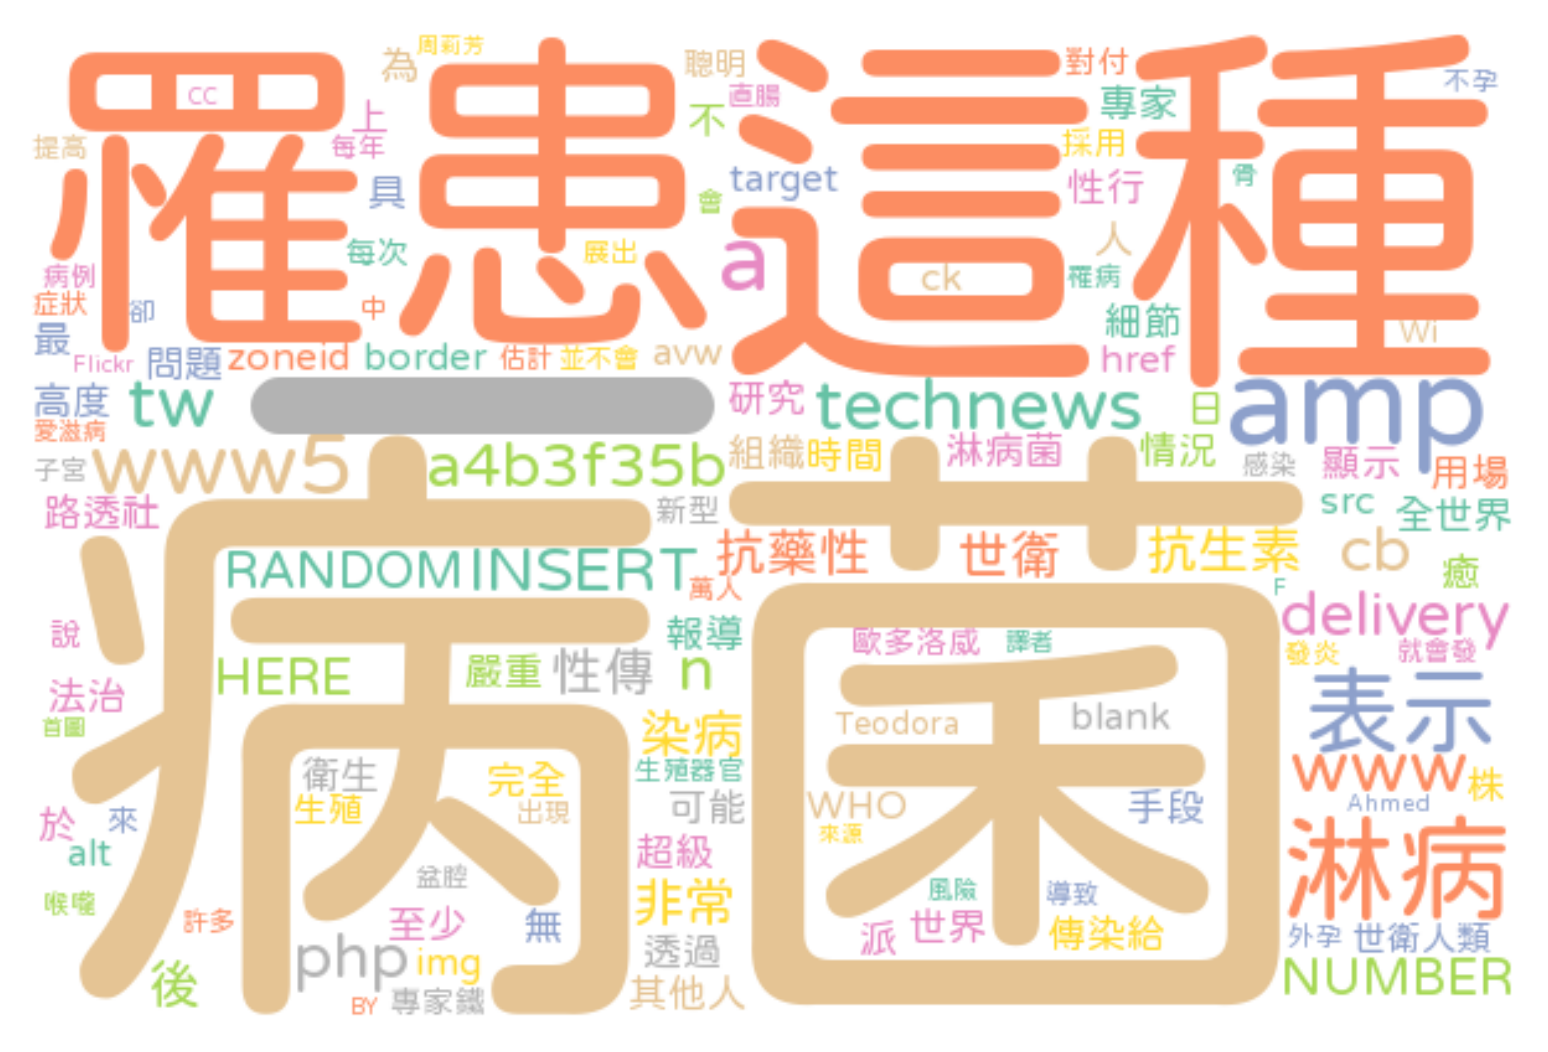 罹患這種
周莉芳
為
cc
上
每年
提高
具
每次
展出
病例
症狀
卻
中
最
Flickr
問題
zoneid
border
估計
並不會
avw
聰明
直腸
不
target
會
a
ck
對付
專家
採用
性行
骨
人
罹病
細節
href
不孕
Wi
高度
tw
一
研究
technews
日
amp
愛滋病
子宮
www5
a4b3f35b
組織
時間
淋病菌
情況
感染
顯示
用場
路透社
新型
src
全世界
病菌
RANDOM
INSERT
抗藥性
世衛
抗生素
cb
癒
萬人
F
delivery
說
報導
歐多洛威
譯者
發炎
就會發
HERE
嚴重
性傳
n
法治
首圖
染病
Teodora
blank
表示
衛生
完全
生殖器官
www
株
生殖
出現
可能
WHO
手段
Ahmed
於
來
來源
alt
超級
淋病
盆腔
喉嚨
非常
風險
導致
許多
至少
無
派
世界
傳染給
外孕
世衛人類
php
img
透過
後
BY
專家鐵
其他人
NUMBER